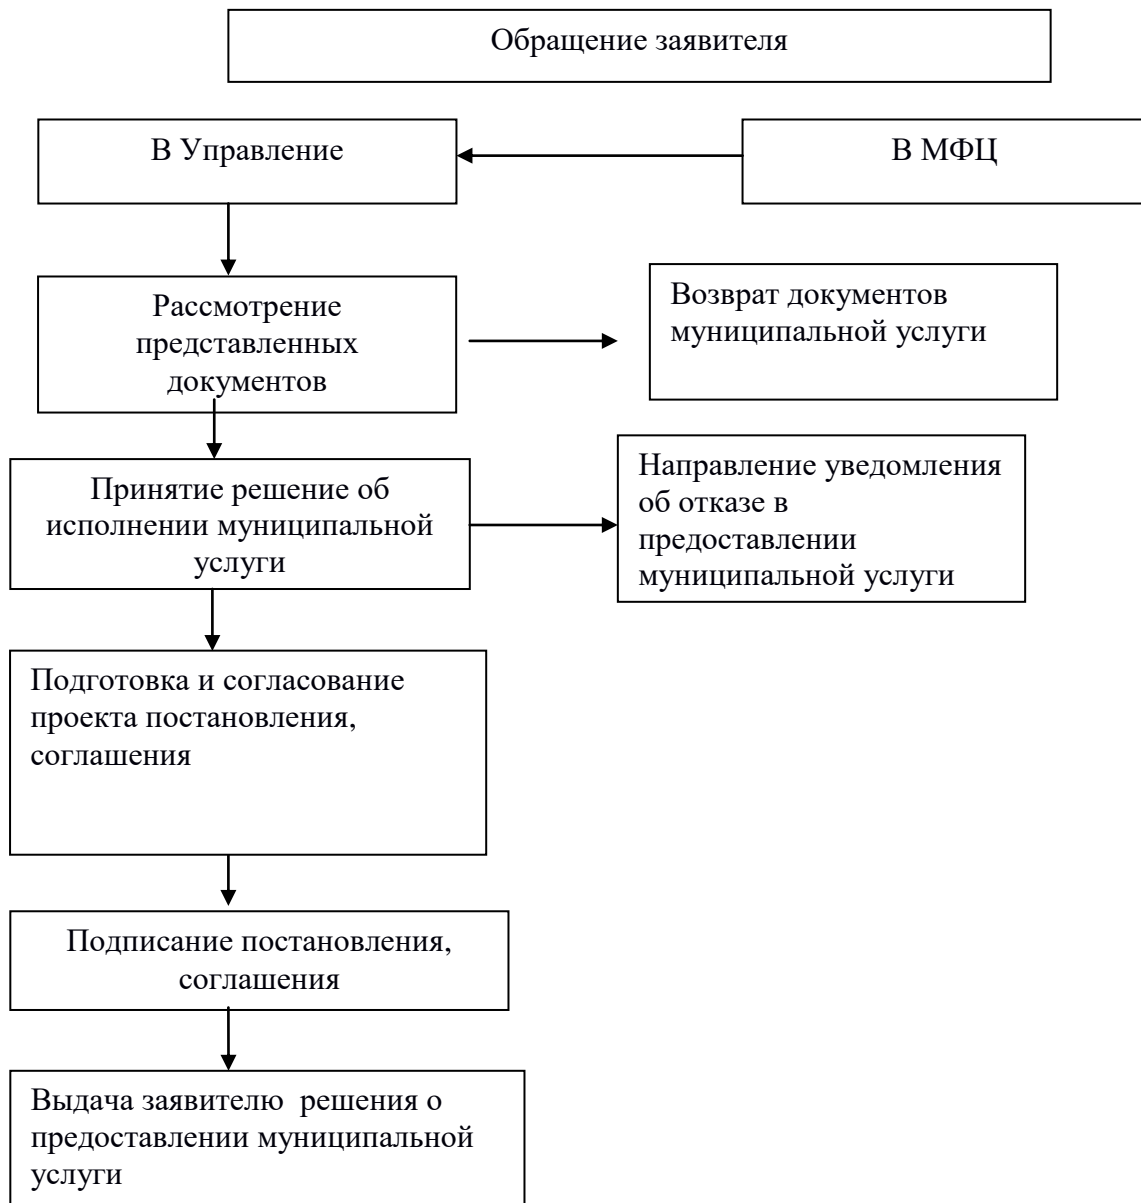 Обращение заявителя
В Управление
В МФЦ
Рассмотрение
представленных
документов
Возврат документов
муниципальной услуги
Принятие решение об
исполнении муниципальной
услуги
Направление уведомления
об отказе в
предоставлении
муниципальной услуги
Подготовка и согласование
проекта постановления,
соглашения
Подписание постановления,
соглашения
Выдача заявителю  решения о
предоставлении муниципальной
услуги